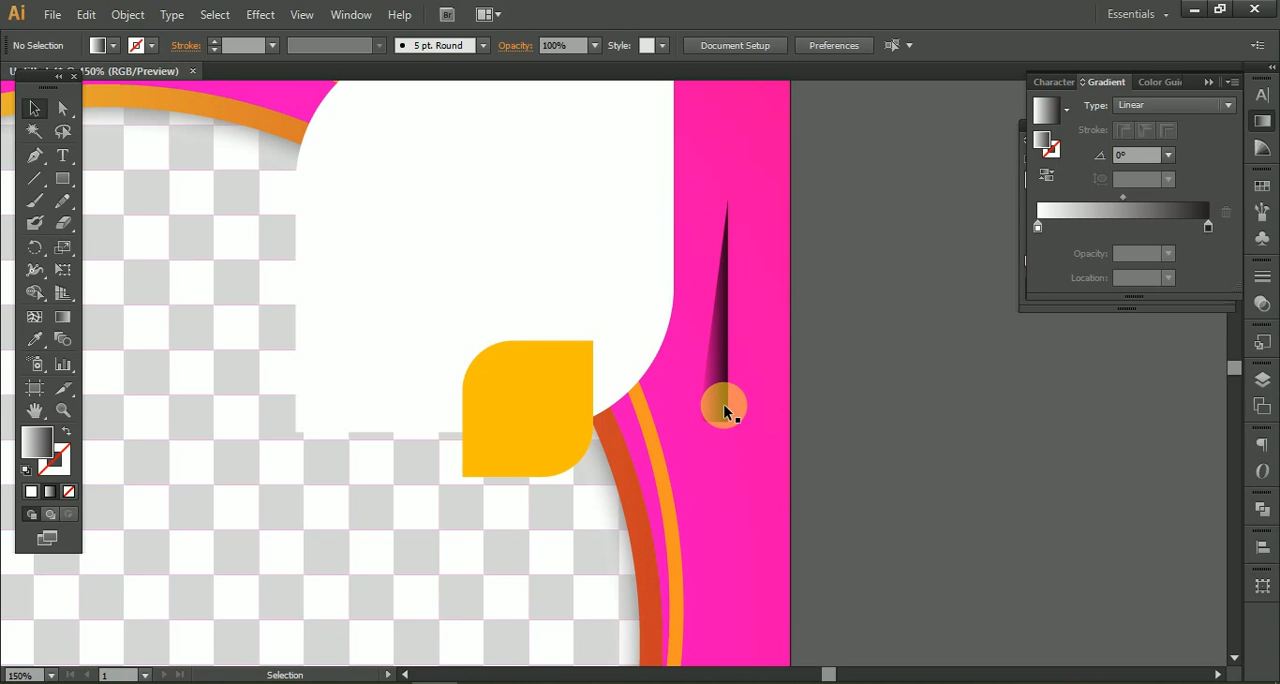 Ai File Edit Object Type Select Effect View Window Help Br Essentials
No Selection Stroke: 5 pt. Round Opacity: 100% Style: Document Setup Preferences
150% (RGB/Preview) ×
Character Gradient Color Gui
Type: Linear
Stroke:
0°
Opacity:
Location:
150% 1 Selection